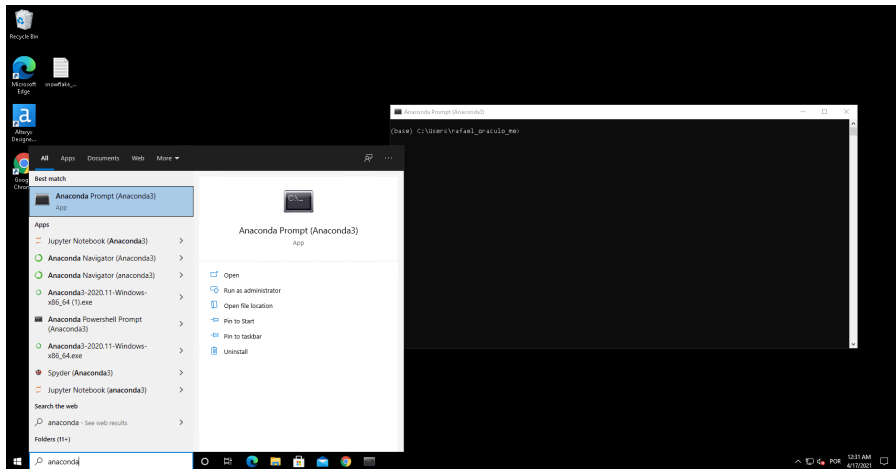 Recycle Bin
Microsoft Edge
snowflake_...
Alteryx Designe...
Goog
Chron
Anaconda Prompt (Anaconda3)
(base) C:\Users\rafael_oraculo_me>
All Apps Documents Web More
Best match
Anaconda Prompt (Anaconda3)
App
Apps
Jupyter Notebook (Anaconda3)
Anaconda Navigator (Anaconda3)
Anaconda Navigator (anaconda3)
Anaconda3-2020.11-Windows-
x86_64 (1).exe
Anaconda Powershell Prompt
(Anaconda3)
Anaconda3-2020.11-Windows-
x86_64.exe
Spyder (Anaconda3)
Jupyter Notebook (anaconda3)
Search the web
anaconda - See web results
Folders (11+)
C:\_
Anaconda Prompt (Anaconda3)
App
Open
Run as administrator
Open file location
Pin to Start
Pin to taskbar
Uninstall
anaconda
POR
12:31 AM
4/17/2021